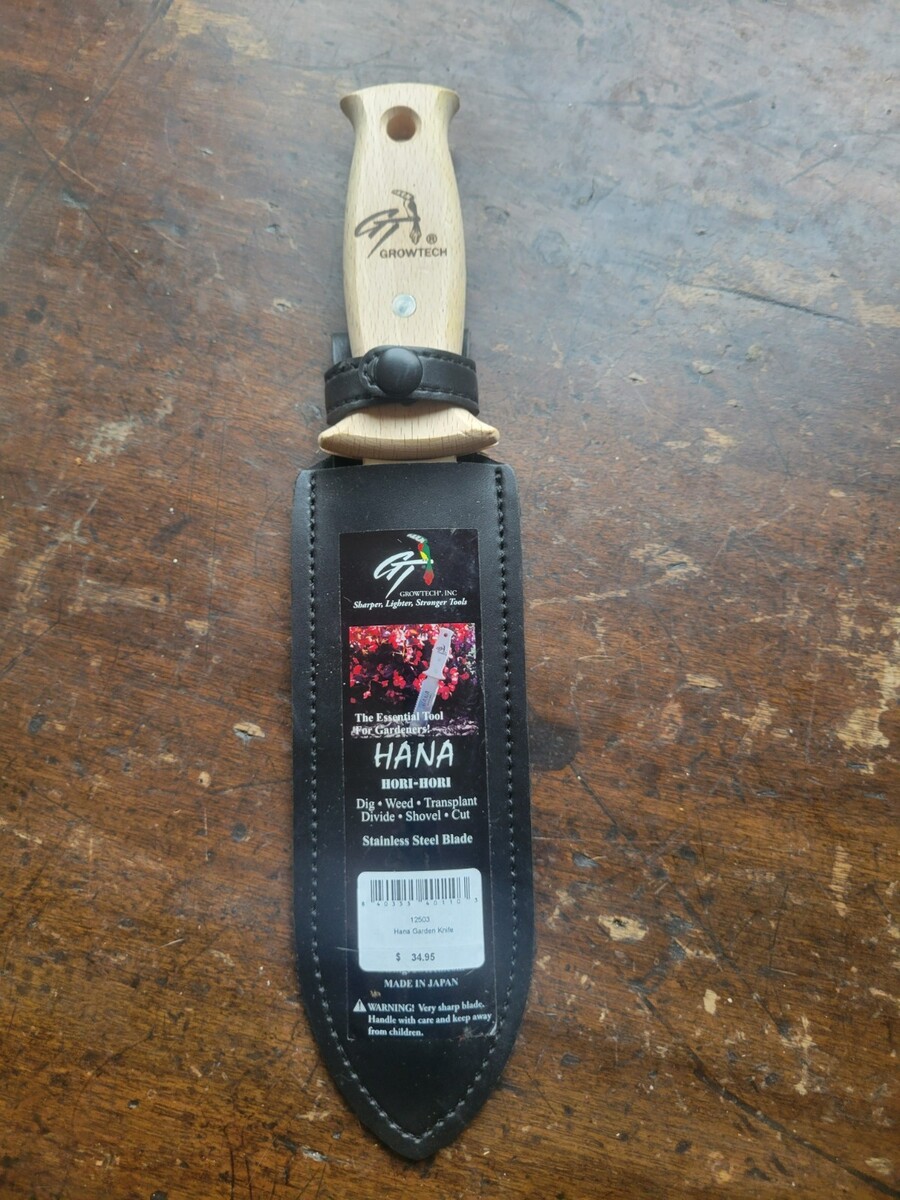 GT
GROWTECH®
GT
GROWTECH®, INC
Sharper, Lighter, Stronger Tools
The Essential Tool
For Gardeners!
HANA
HORI-HORI
Dig • Weed • Transplant
Divide • Shovel • Cut
Stainless Steel Blade
12503
Hana Garden Knife
$ 34.95
MADE IN JAPAN
WARNING! Very sharp blade.
Handle with care and keep away
from children.